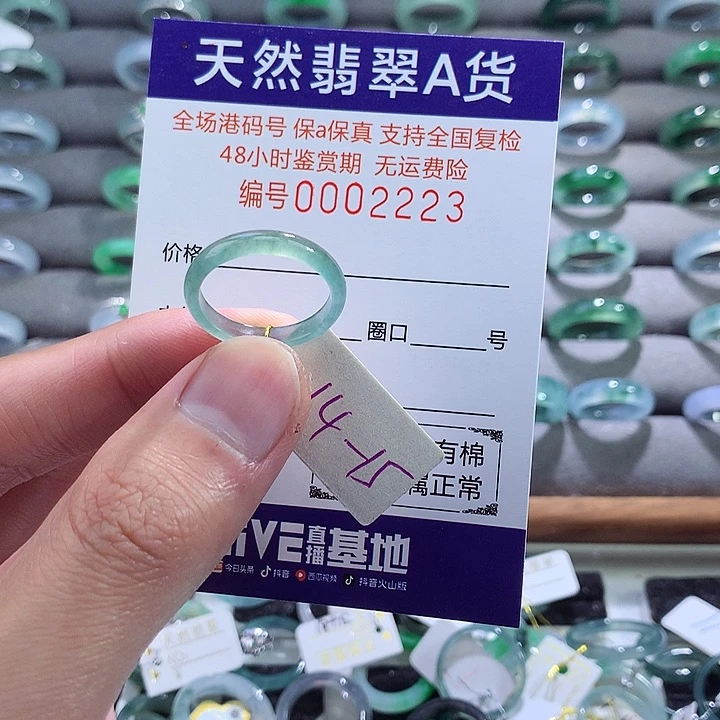 天然翡翠A货
全场港码号 保a保真 支持全国复检
48小时鉴赏期 无运费险
编号0002223
价格
圈口 号
有棉
属正常
直播基地
今日头条 抖音 西瓜视频 抖音火山版